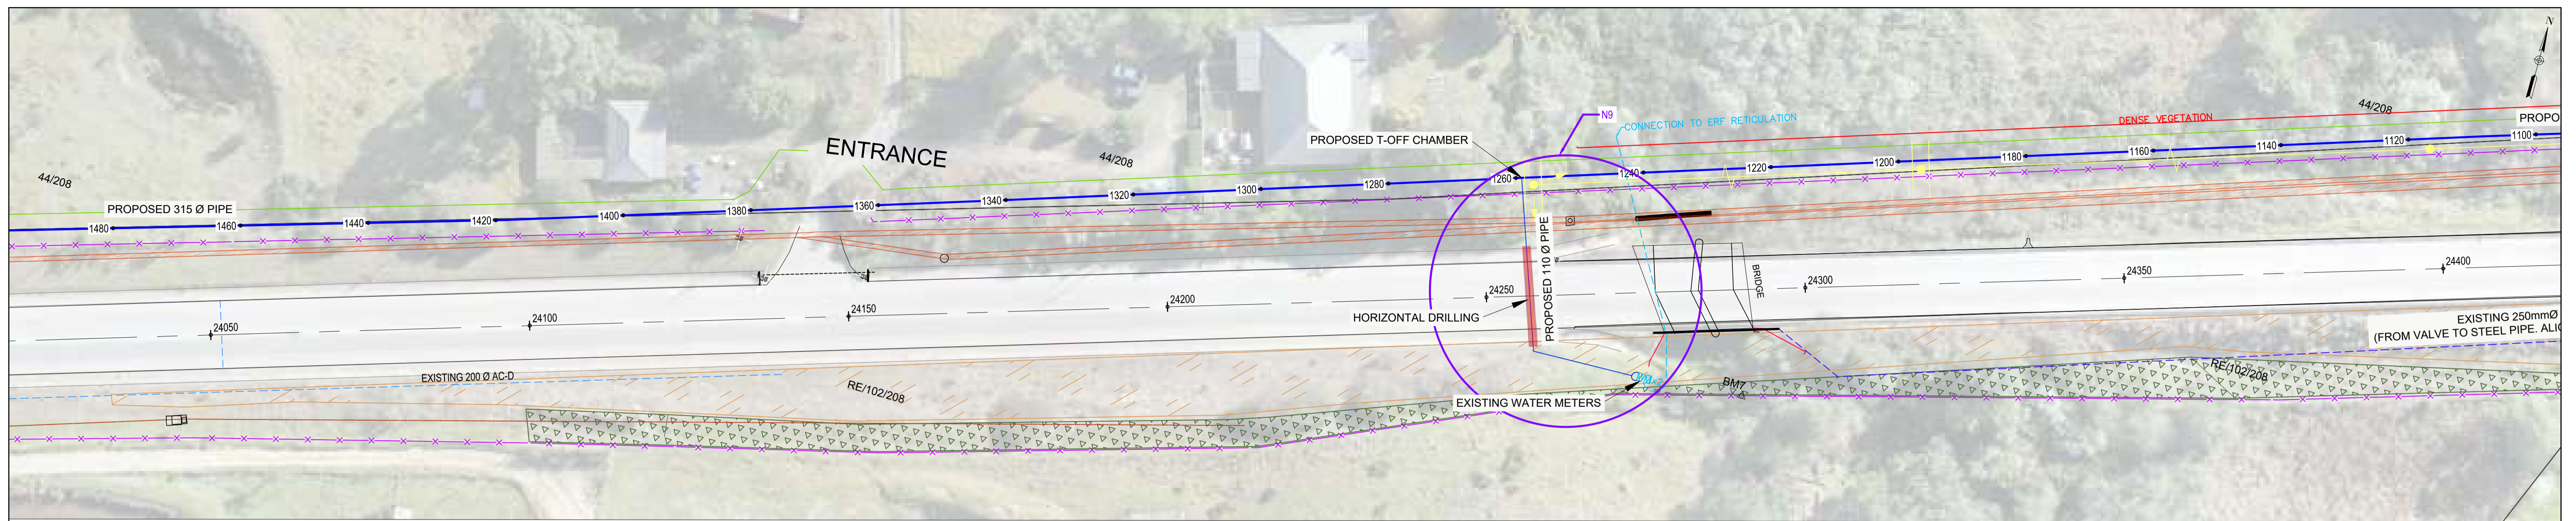 N
44/208
PROPO
N9
CONNECTION TO ERF RETICULATION
DENSE VEGETATION
PROPOSED T-OFF CHAMBER
ENTRANCE
44/208
44/208
PROPOSED 315 Ø PIPE
1480
1460
1440
1420
1400
1380
1360
1340
1320
1300
1280
1260
1240
1220
1200
1180
1160
1140
1120
1100
PROPOSED 110 Ø PIPE
BRIDGE
24050
24100
24150
24200
24250
24300
24350
24400
HORIZONTAL DRILLING
EXISTING 250mmØ
(FROM VALVE TO STEEL PIPE. ALIG
EXISTING 200 Ø AC-D
RE/102/208
BM7
RE/102/208
EXISTING WATER METERS